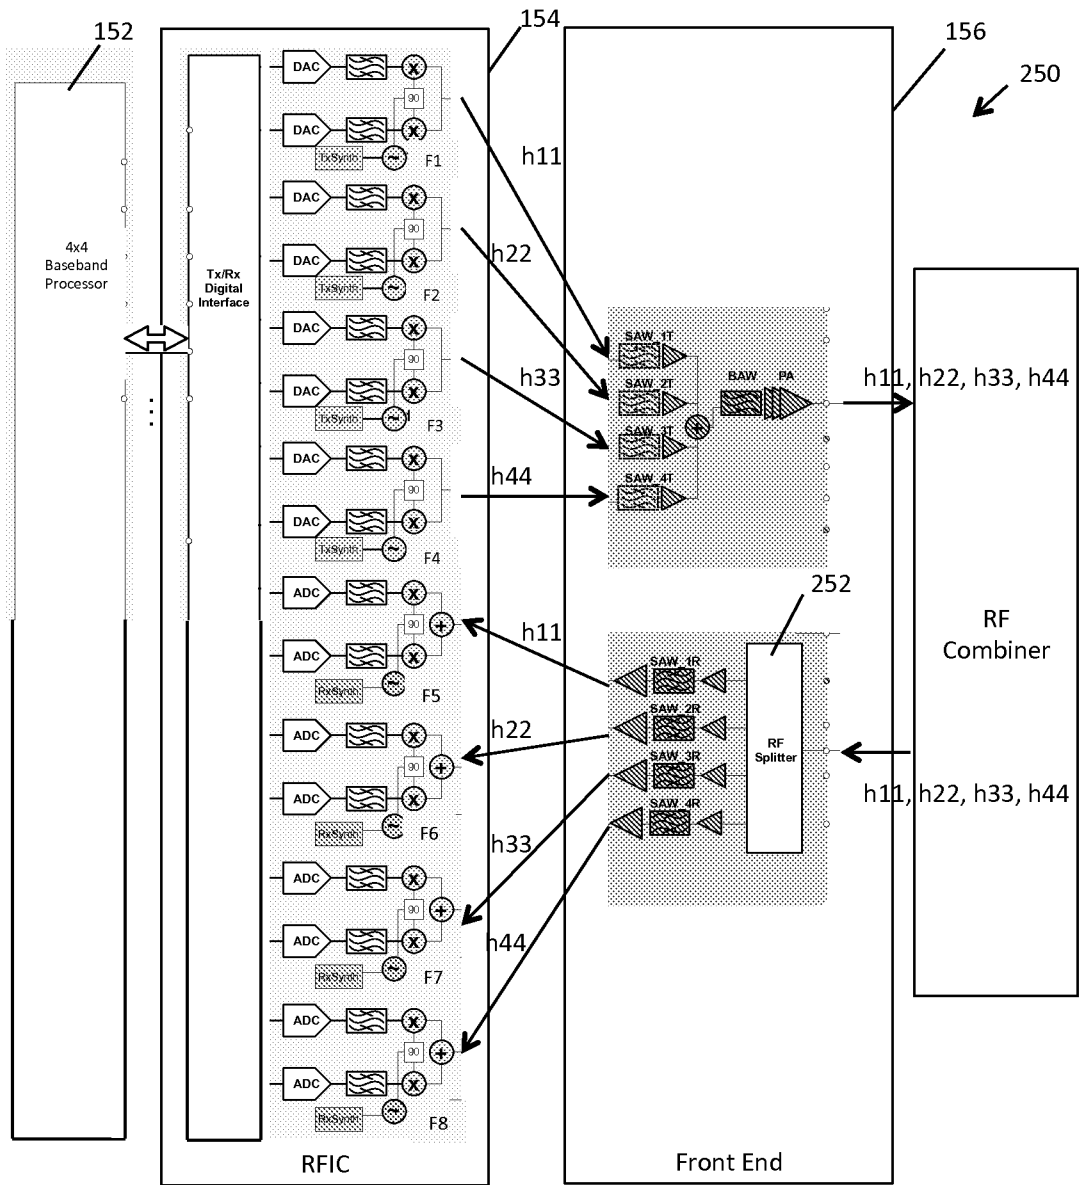 152
154
156
250
4x4
Baseband
Processor
Tx/Rx
Digital
Interface
DAC
90
DAC
TxSynth
F1
DAC
90
DAC
TxSynth
F2
DAC
90
DAC
TxSynth
F3
DAC
90
DAC
TxSynth
F4
ADC
90
ADC
RxSynth
F5
ADC
90
ADC
RxSynth
F6
ADC
90
ADC
RxSynth
F7
ADC
90
ADC
RxSynth
F8
RFIC
h11
h22
h33
h44
h11
h22
h33
h44
SAW_1T
SAW_2T
SAW_3T
SAW_4T
BAW
PA
252
SAW_1R
SAW_2R
SAW_3R
SAW_4R
RF
Splitter
Front End
h11, h22, h33, h44
h11, h22, h33, h44
RF
Combiner